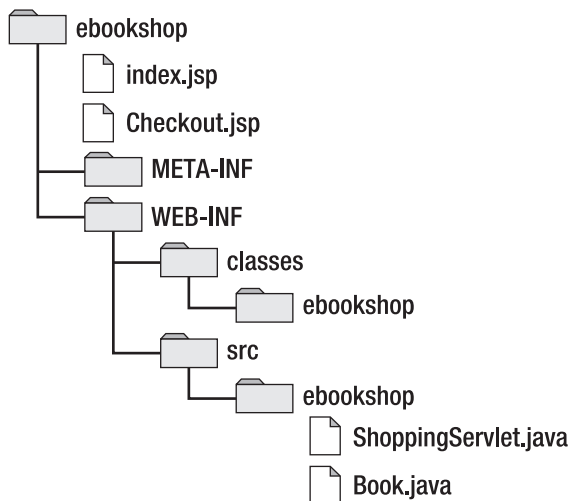 ebookshop
index.jsp
Checkout.jsp
META-INF
WEB-INF
classes
ebookshop
src
ebookshop
ShoppingServlet.java
Book.java